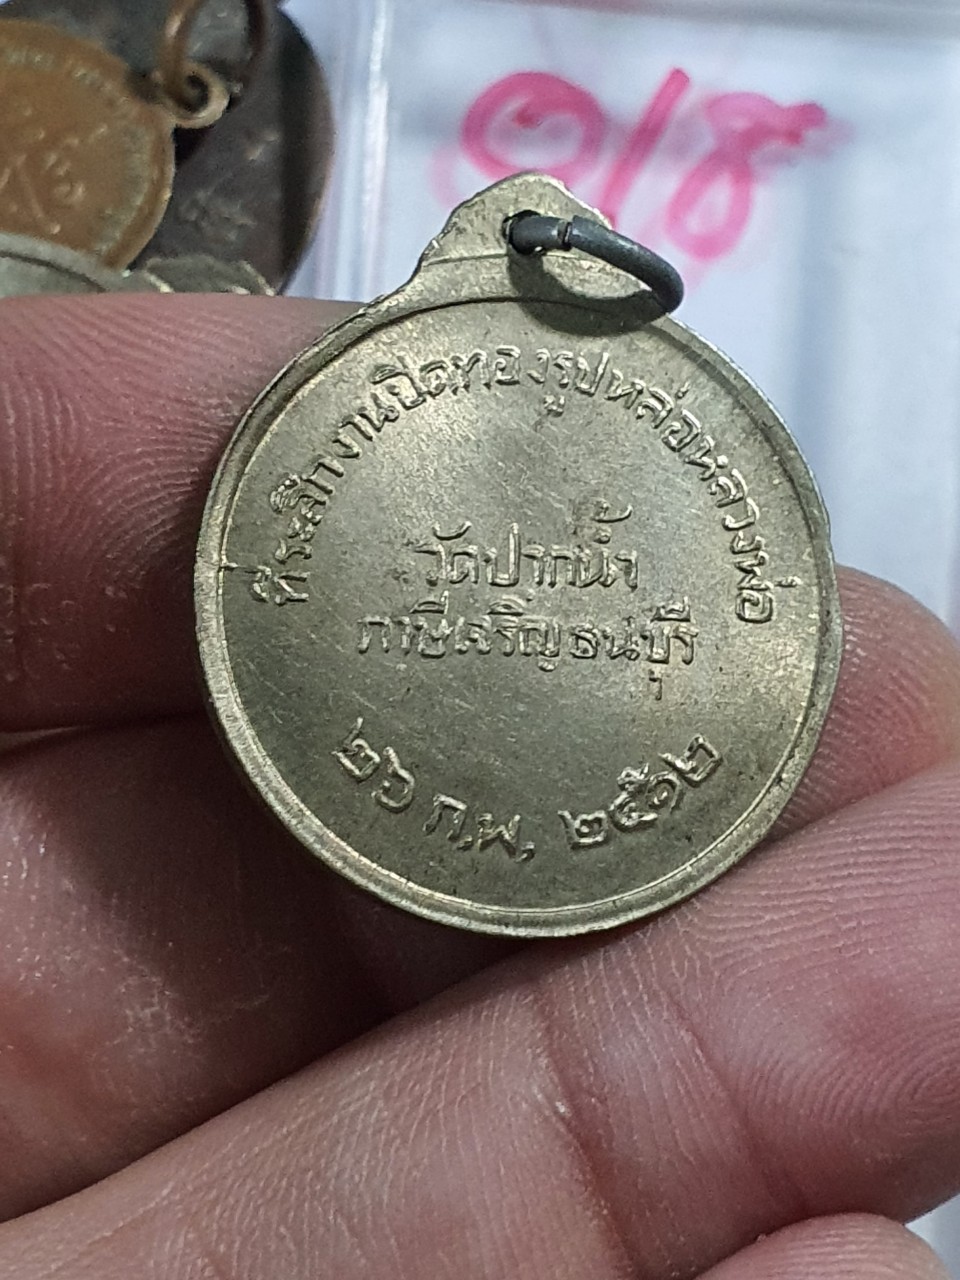 ๑/๘
ที่ระลึกงานปิดทองรูปหล่อหลวงพ่อ
วัดปากน้ำ
ภาษีเจริญธนบุรี
๒๖ ก.พ. ๒๕๑๒